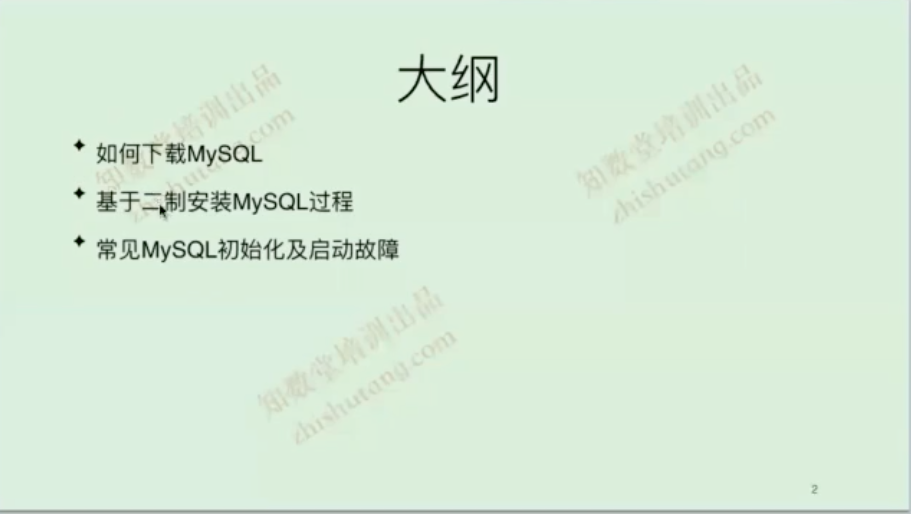 大纲
知数堂培训出品
zhishutang.com
知数堂培训出品
zhishutang.com
如何下载MySQL
基于二制安装MySQL过程
常见MySQL初始化及启动故障
知数堂培训出品
zhishutang.com
2